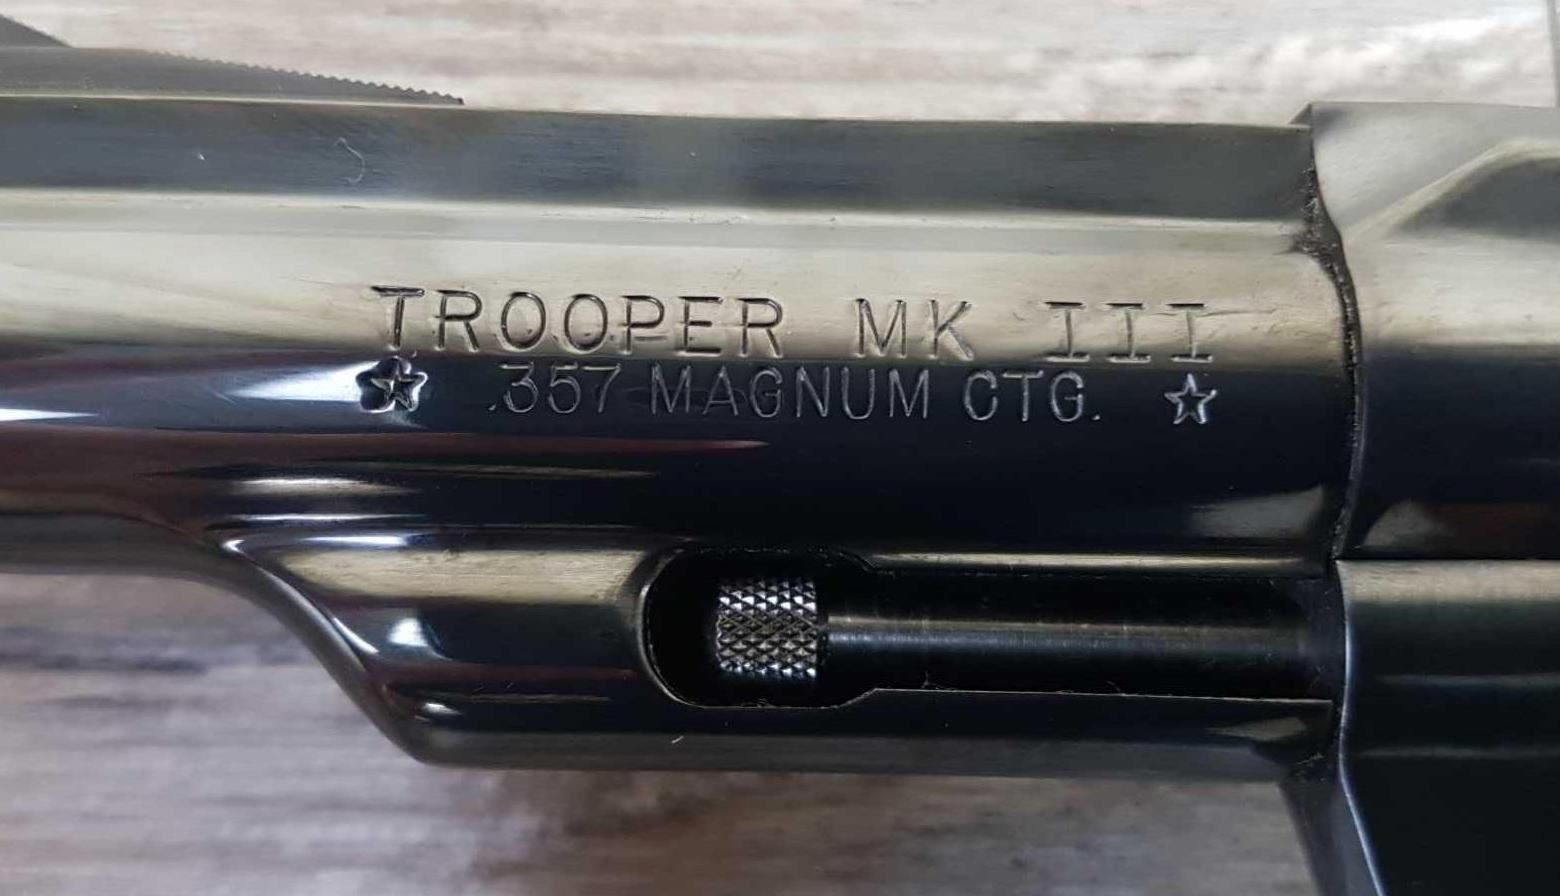 TROOPER MK III
☆ .357 MAGNUM CTG. ☆